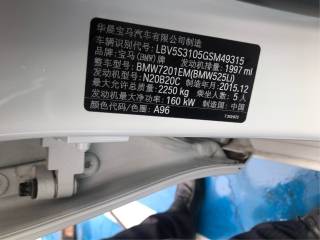 华晨宝马汽车有限公司制造
车辆识别代号: LBV5S3105GSM49315
品牌: 宝马(BMW)牌 发动机排量: 1997 ml
整车型号: BMW7201EM(BMW525Li)
发动机型号: N20B20C 制造年月: 2015.12
最大允许总质量: 2250 kg 乘坐人数: 5 人
发动机最大净功率: 160 kW 制造国: 中国
颜色代号/色圈: A96